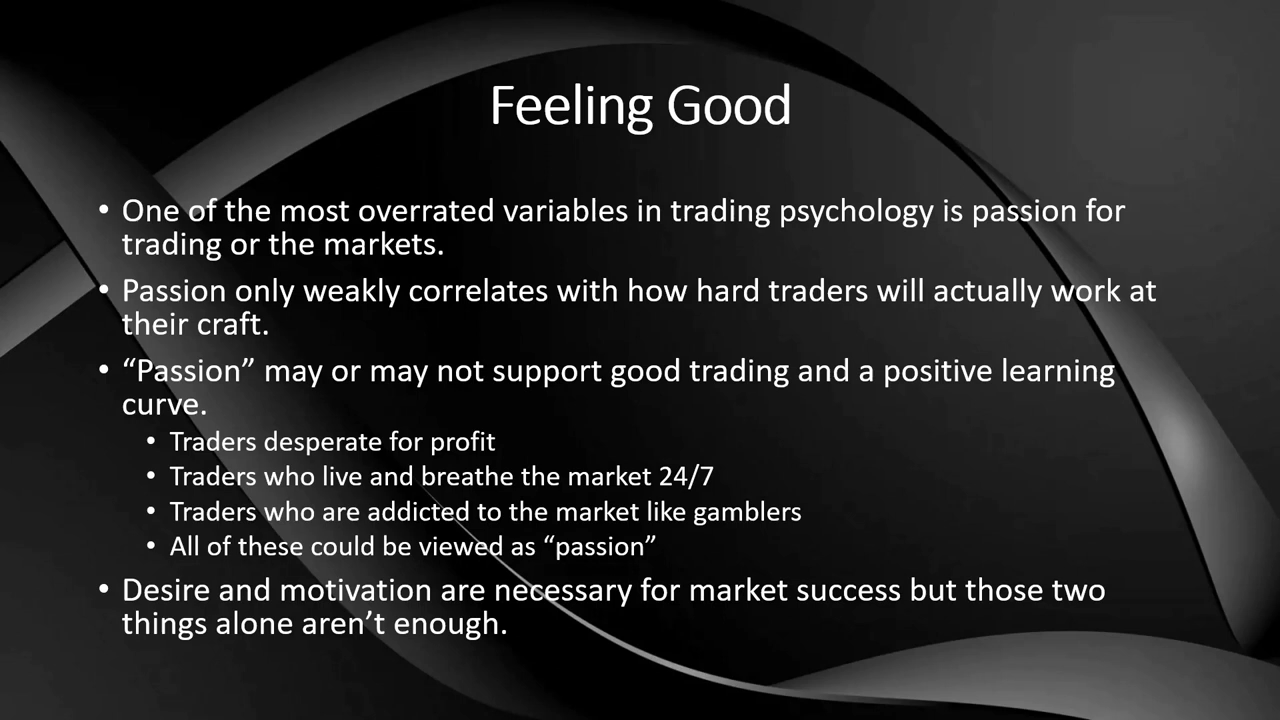 Feeling Good
• One of the most overrated variables in trading psychology is passion for
trading or the markets.
• Passion only weakly correlates with how hard traders will actually work at
their craft.
• “Passion” may or may not support good trading and a positive learning
curve.
• Traders desperate for profit
• Traders who live and breathe the market 24/7
• Traders who are addicted to the market like gamblers
• All of these could be viewed as “passion”
• Desire and motivation are necessary for market success but those two
things alone aren’t enough.